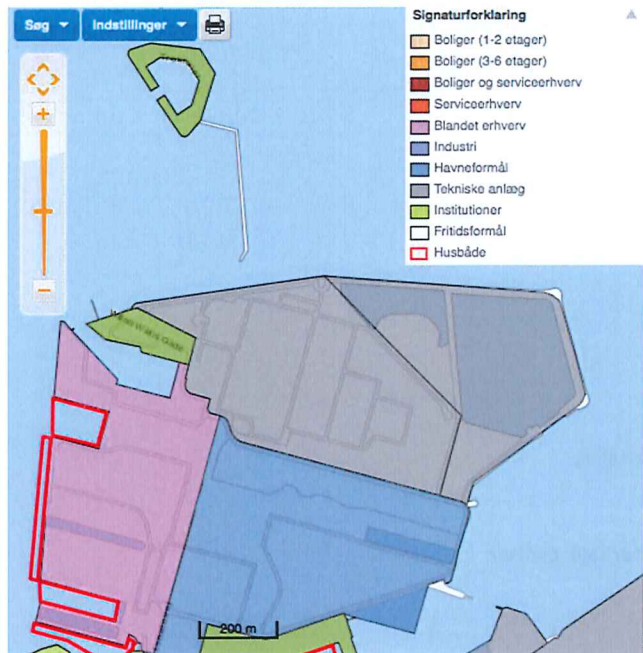 Søg
Indstillinger
Signaturforklaring
Boliger (1-2 etager)
Boliger (3-6 etager)
Boliger og serviceerhverv
Serviceerhverv
Blandet erhverv
Industri
Havneformål
Tekniske anlæg
Institutioner
Fritidsformål
Husbåde
200 m